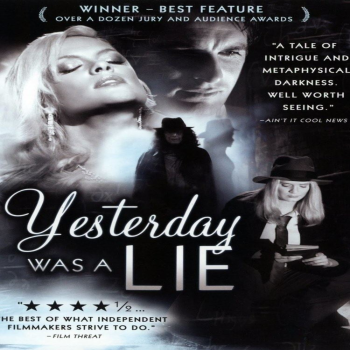 WINNER – BEST FEATURE
OVER A DOZEN JURY AND AUDIENCE AWARDS
"A TALE OF
INTRIGUE AND
METAPHYSICAL
DARKNESS.
WELL WORTH
SEEING."
–AIN'T IT COOL NEWS
Yesterday
WAS A LIE
"★★★★½...
THE BEST OF WHAT INDEPENDENT
FILMMAKERS STRIVE TO DO."
– FILM THREAT